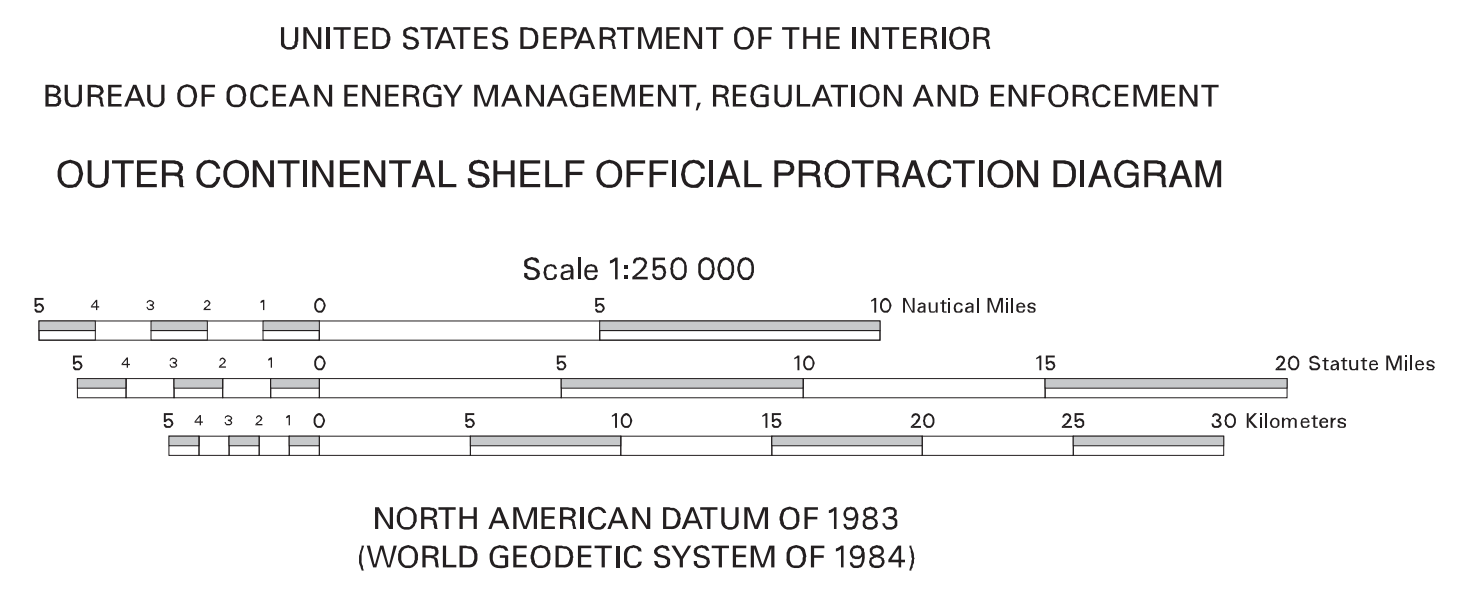 UNITED STATES DEPARTMENT OF THE INTERIOR
BUREAU OF OCEAN ENERGY MANAGEMENT, REGULATION AND ENFORCEMENT
OUTER CONTINENTAL SHELF OFFICIAL PROTRACTION DIAGRAM
Scale 1:250 000
5 4 3 2 1 0 5 10 Nautical Miles
5 4 3 2 1 0 5 10 15 20 Statute Miles
5 4 3 2 1 0 5 10 15 20 25 30 Kilometers
NORTH AMERICAN DATUM OF 1983
(WORLD GEODETIC SYSTEM OF 1984)